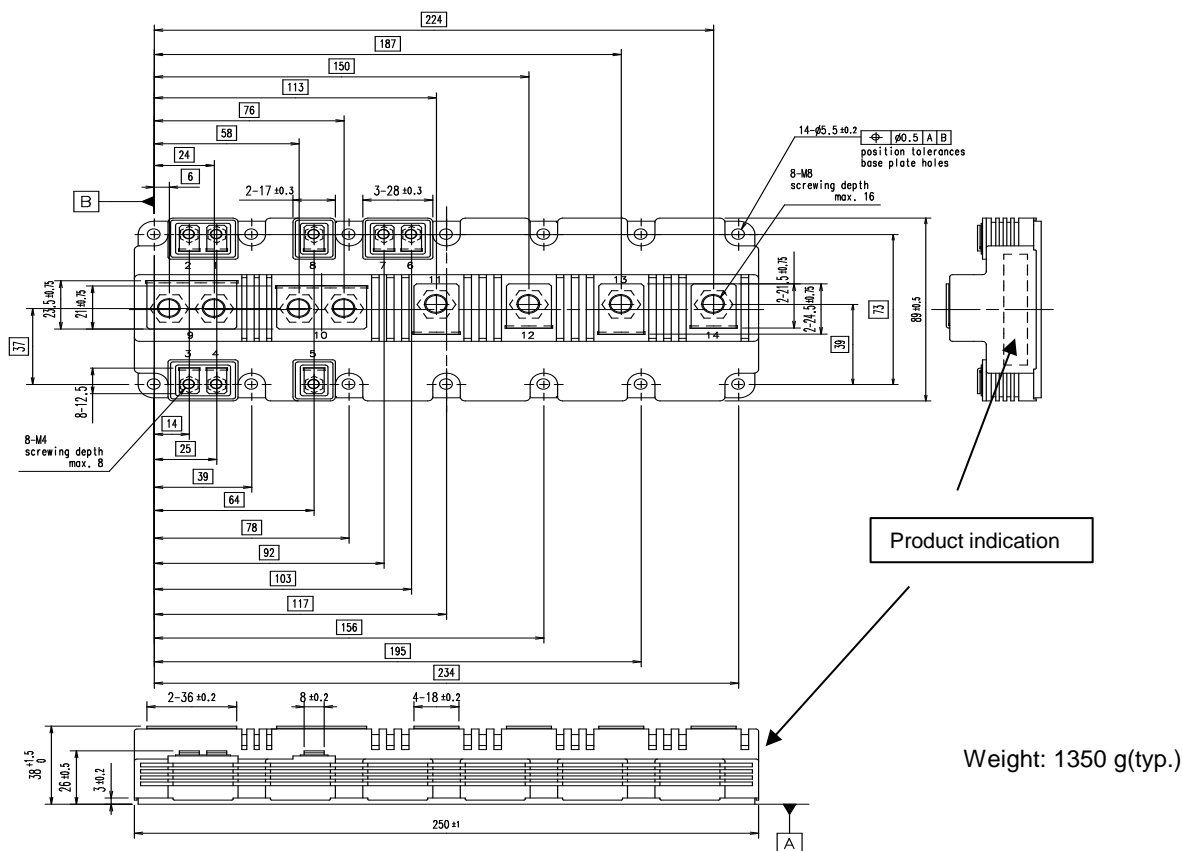 224
187
150
113
76
58
24
6
B
2-17 ±0.3
3-28 ±0.3
14-ø5.5 ±0.2
ø0.5 A B
position tolerances
base plate holes
8-M8
screwing depth
max. 16
2 1 8 7 6
11 13
9 10 12 14
3 4 5
23.5 ±0.75
21 ±0.75
37
8-12.5
2-21.5 ±0.75
2-24.5 ±0.75
39
73
89 ±0.5
14
8-M4
screwing depth
max. 8
25
39
64
78
92
103
117
156
195
234
Product indication
2-36 ±0.2
8 ±0.2
4-18 ±0.2
38 +1.5 0
26 ±0.5
3 ±0.2
250 ±1
A
Weight: 1350 g(typ.)